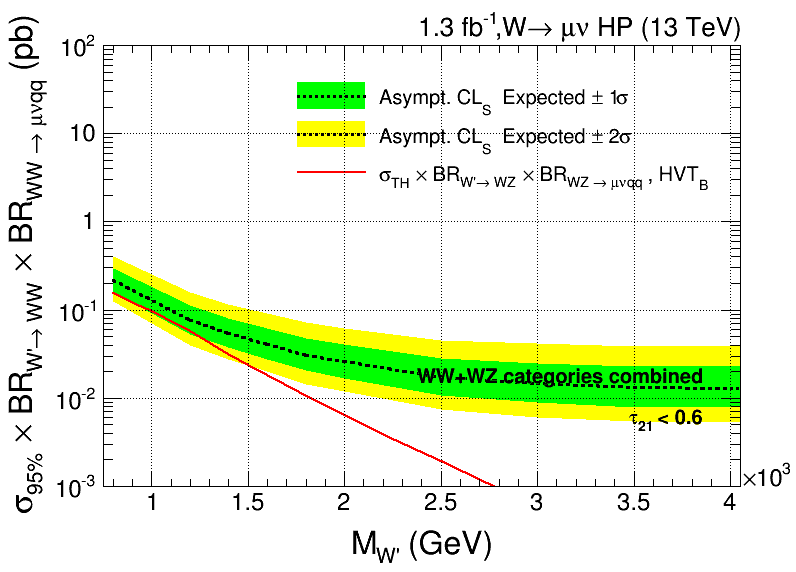 1.3 fb-1,W→ μν HP (13 TeV)
σ95% × BRW'→ WW × BRWW → μνqq (pb)
102
10
1
10-1
10-2
10-3
Asympt. CLS Expected ± 1σ
Asympt. CLS Expected ± 2σ
σTH × BRW'→ WZ × BRWZ → μνqq , HVTB
WW+WZ categories combined
τ21 < 0.6
1 1.5 2 2.5 3 3.5 4
×103
MW' (GeV)